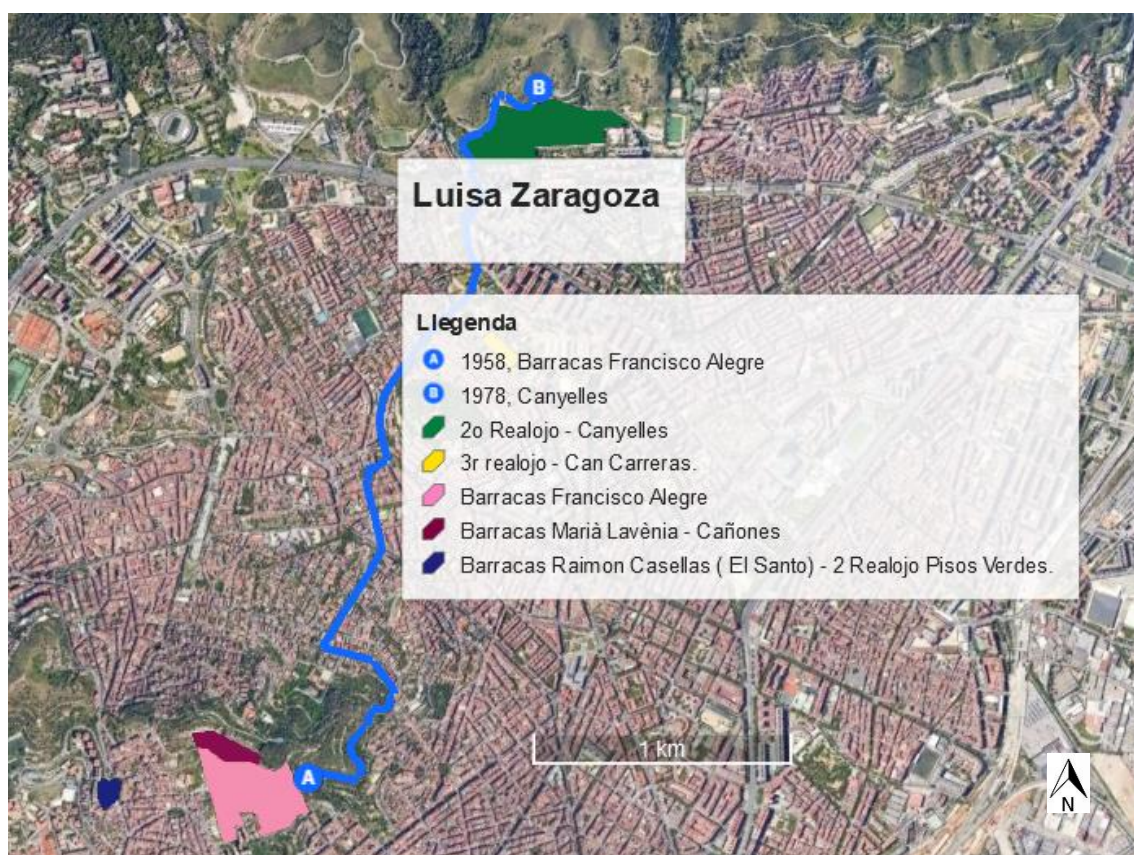 B
Luisa Zaragoza
Llegenda
A 1958, Barracas Francisco Alegre
B 1978, Canyelles
2o Realojo - Canyelles
3r realojo - Can Carreras.
Barracas Francisco Alegre
Barracas Marià Lavènia - Cañones
Barracas Raimon Casellas ( El Santo) - 2 Realojo Pisos Verdes.
1 km
A
N